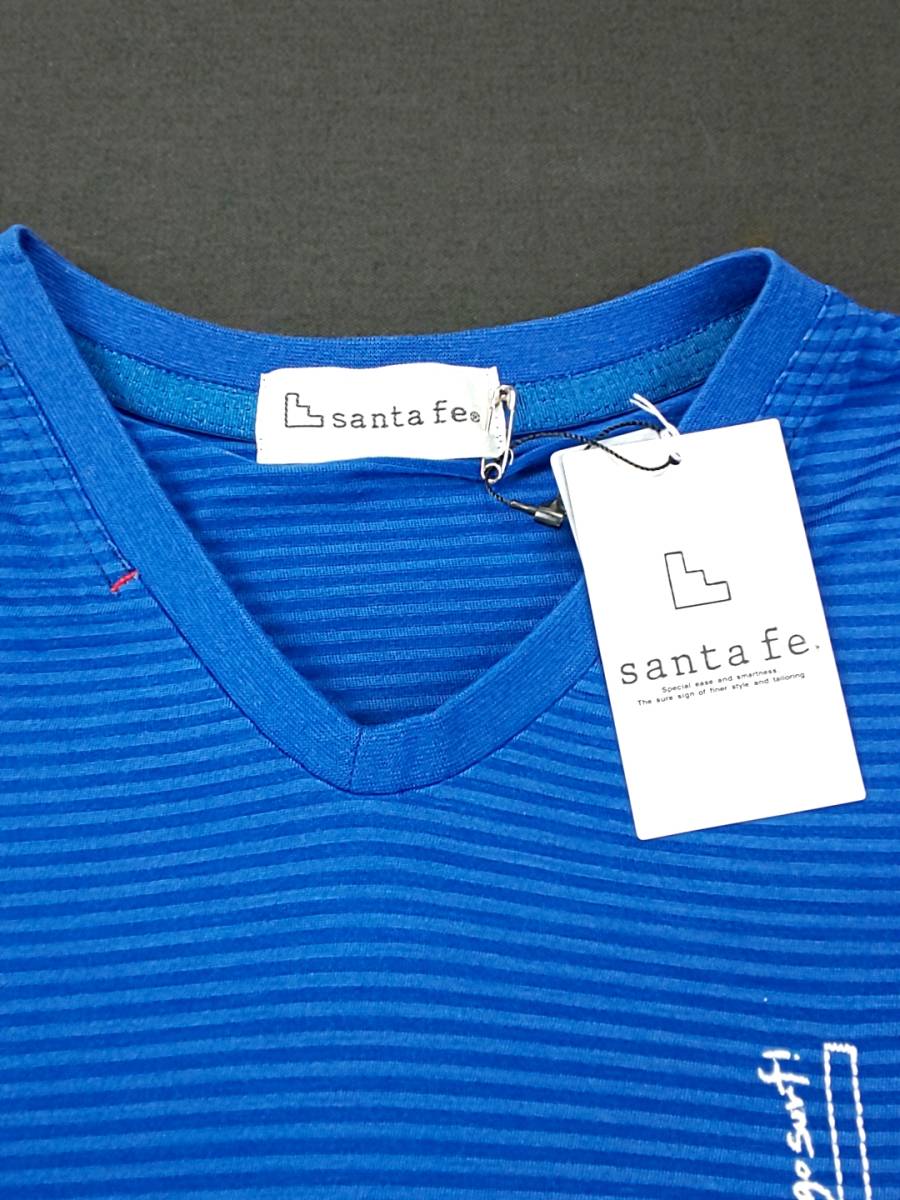 santa fe®
santa fe®
Special ease and smartness.
The sure sign of finer style and tailoring
go surf!